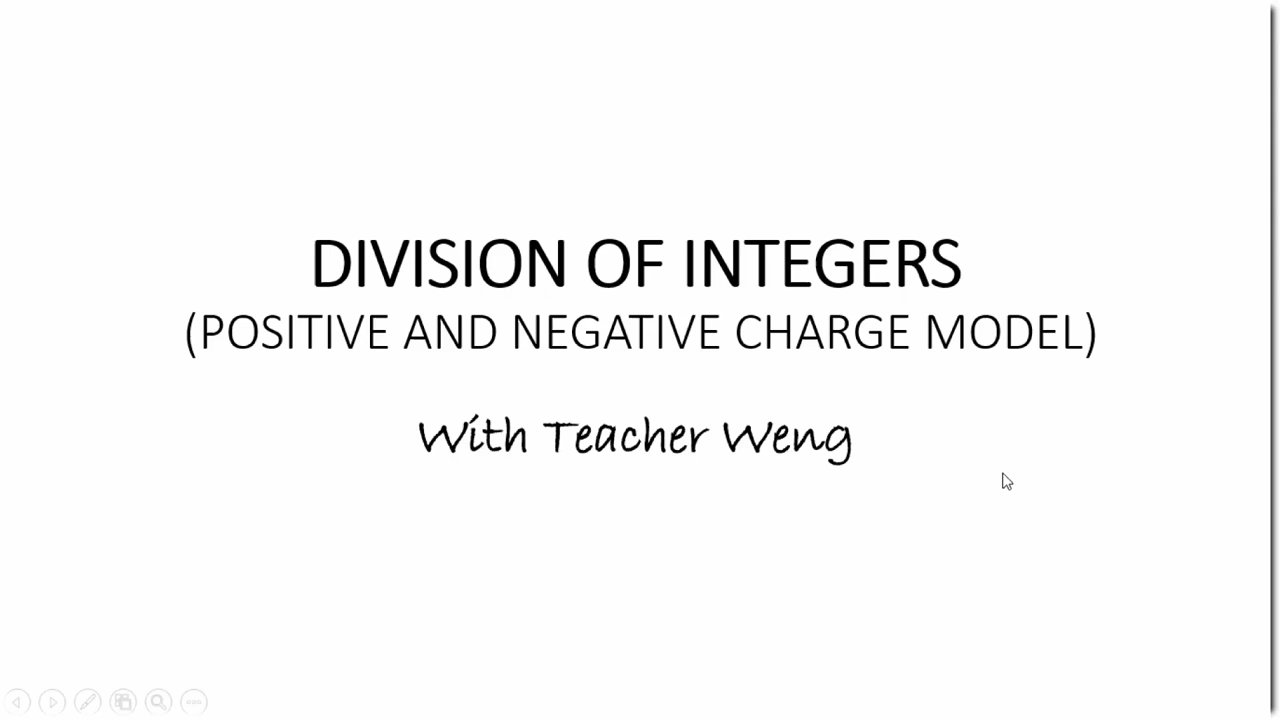 DIVISION OF INTEGERS
(POSITIVE AND NEGATIVE CHARGE MODEL)
With Teacher Weng